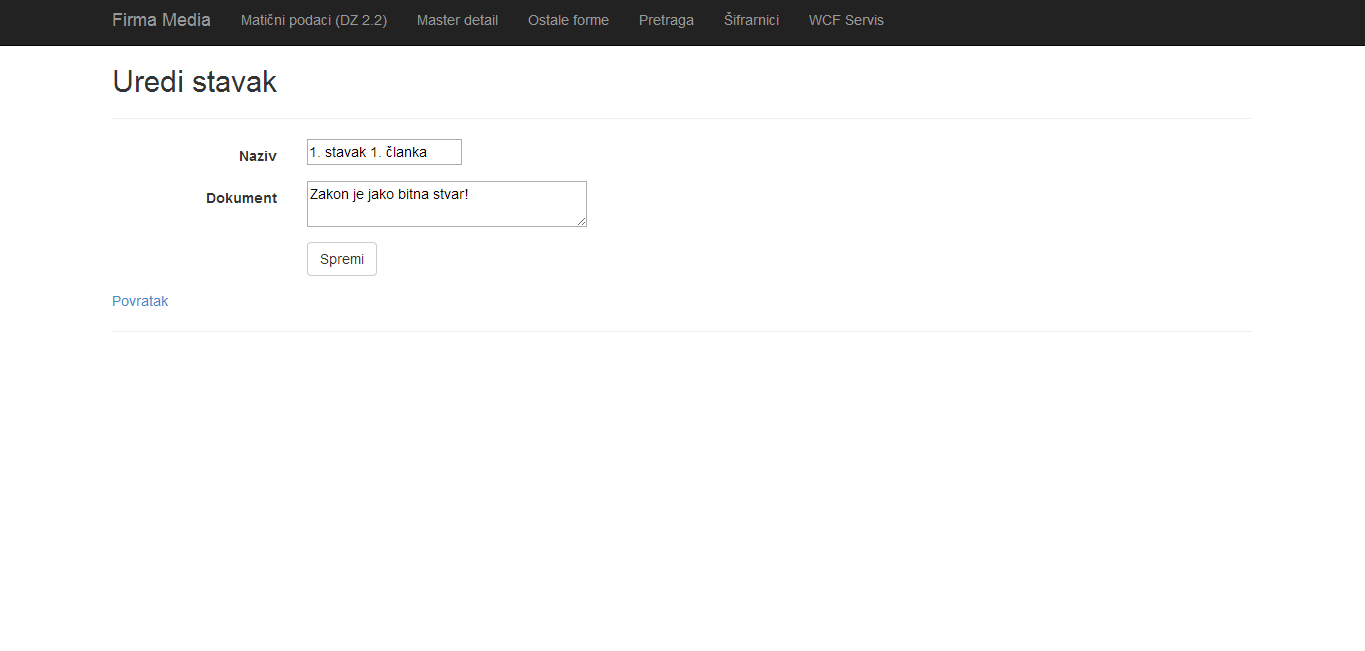 Firma Media Matični podaci (DZ 2.2) Master detail Ostale forme Pretraga Šifrarnici WCF Servis
Uredi stavak
Naziv 1. stavak 1. članka
Dokument Zakon je jako bitna stvar!
Spremi
Povratak